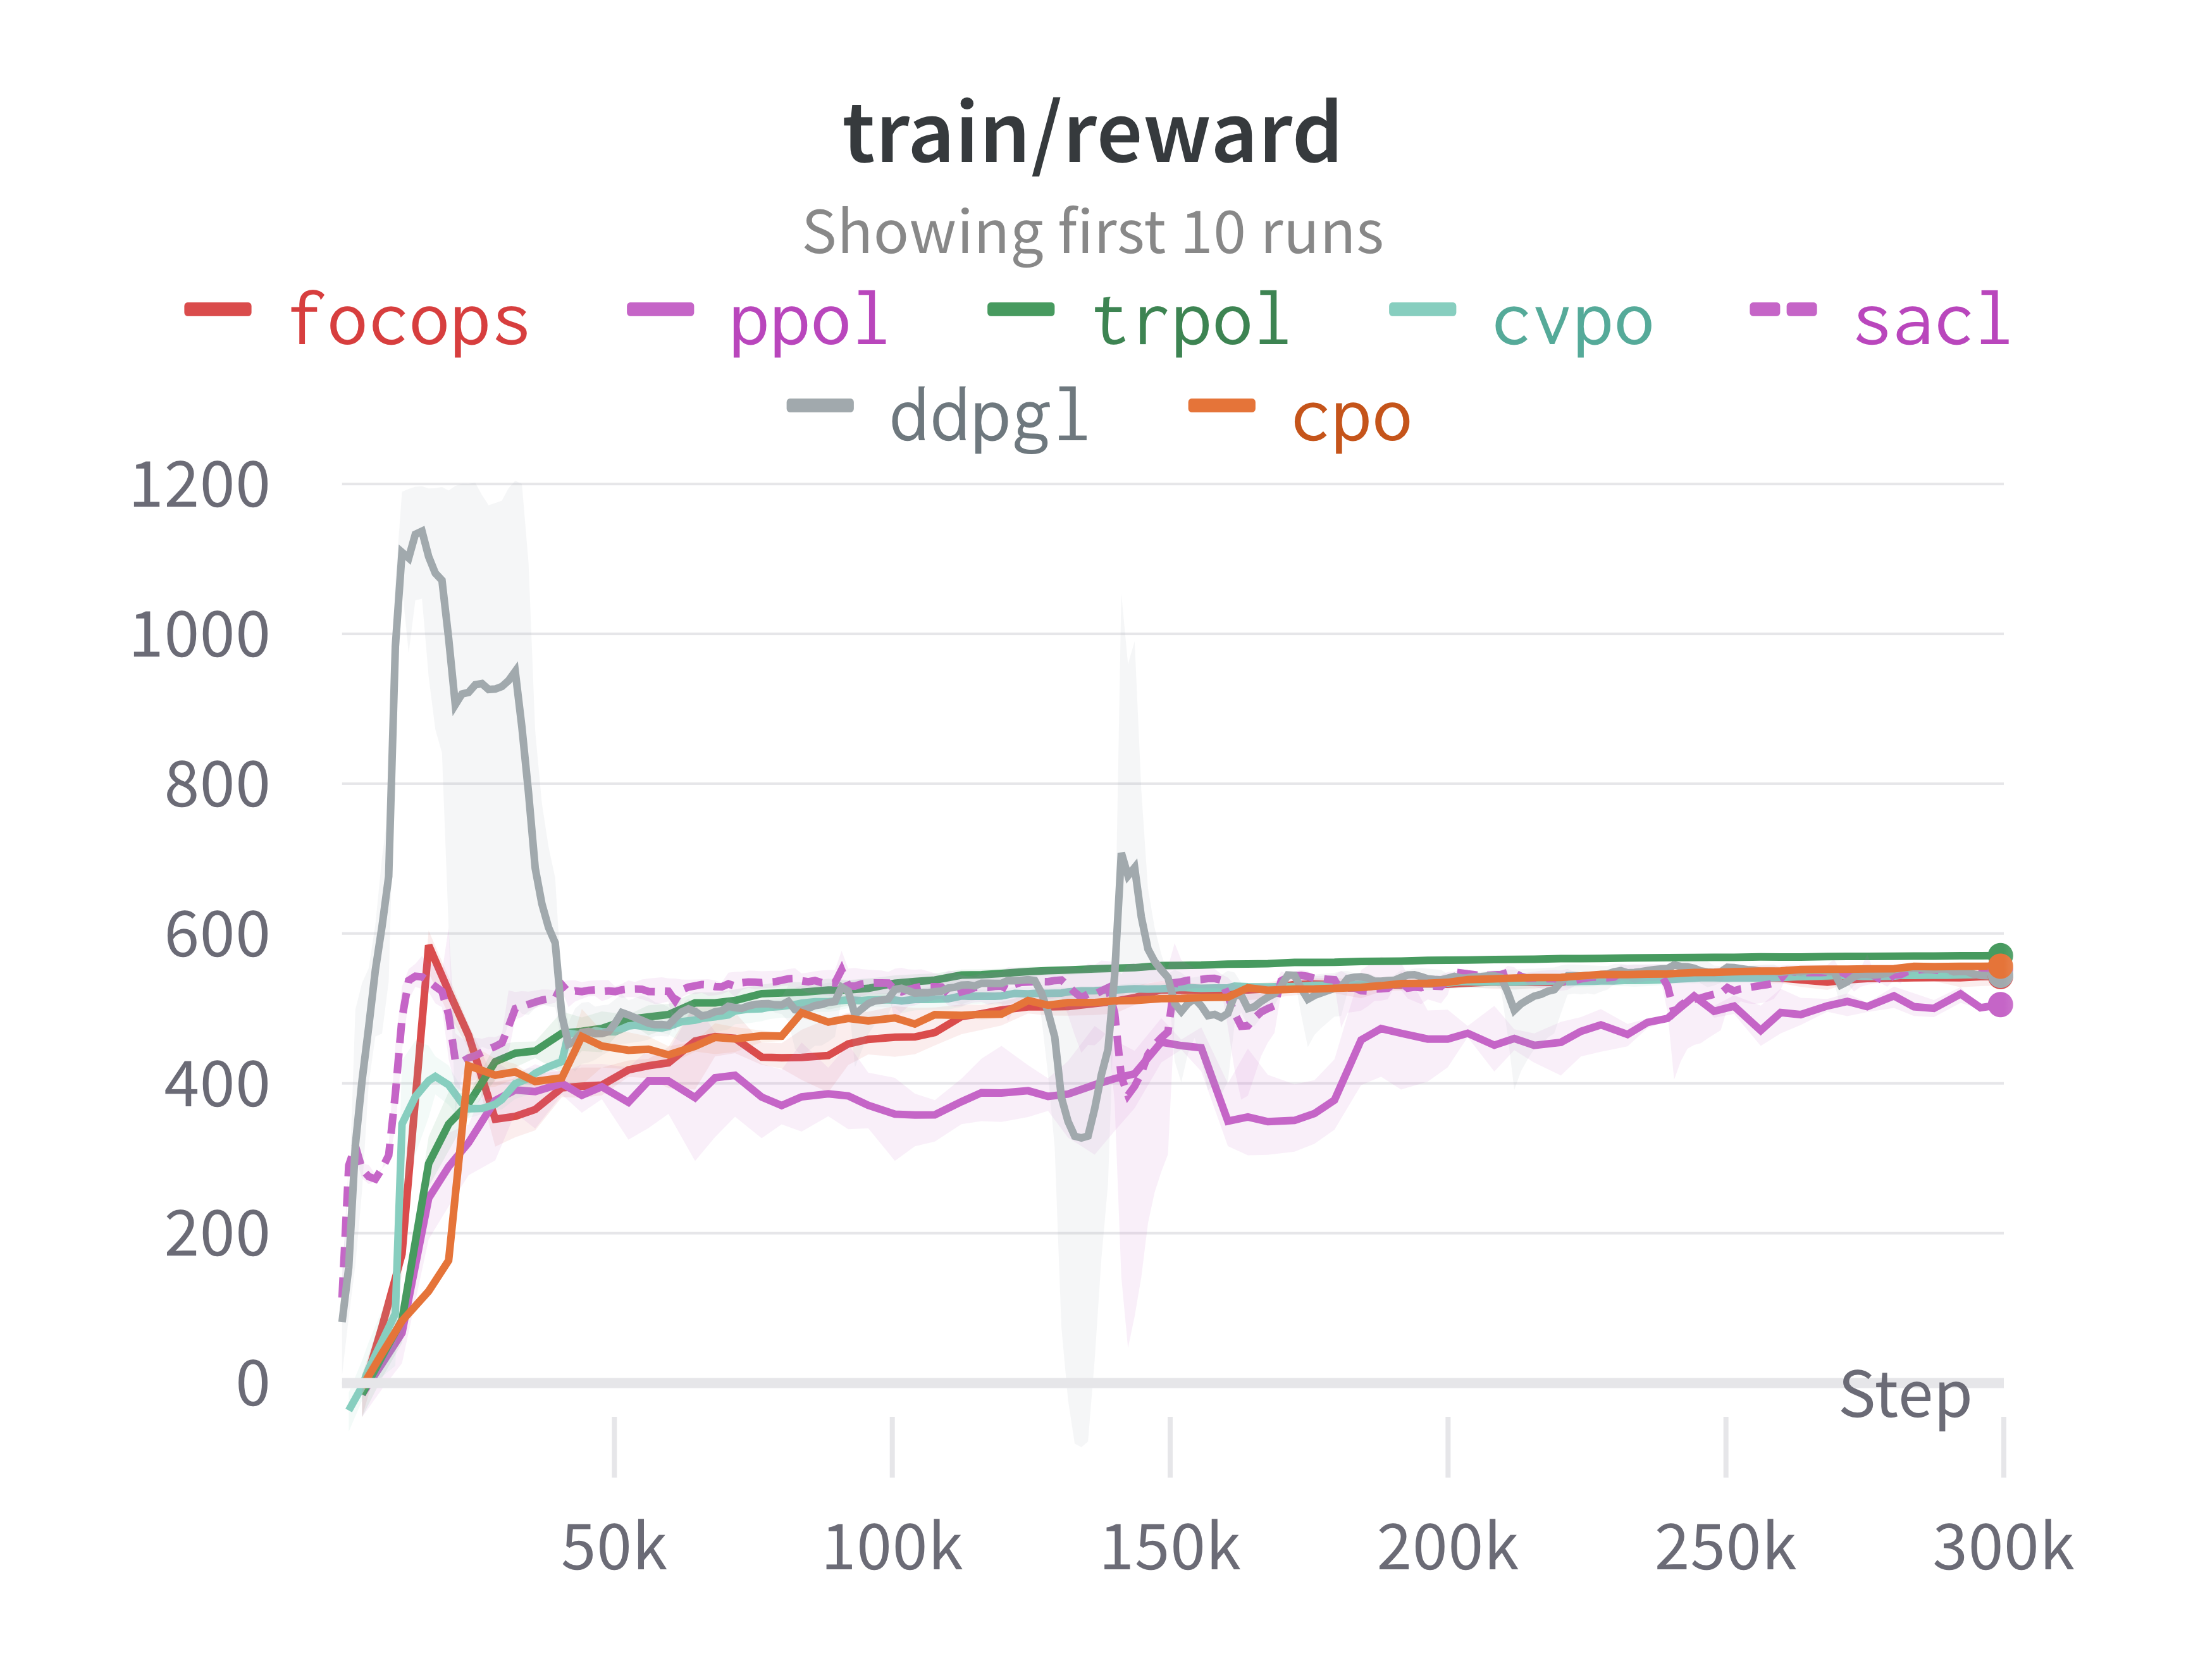 train/reward
Showing first 10 runs
focops ppol trpol cvpo sacl
ddpgl cpo
1200
1000
800
600
400
200
0
Step
50k 100k 150k 200k 250k 300k